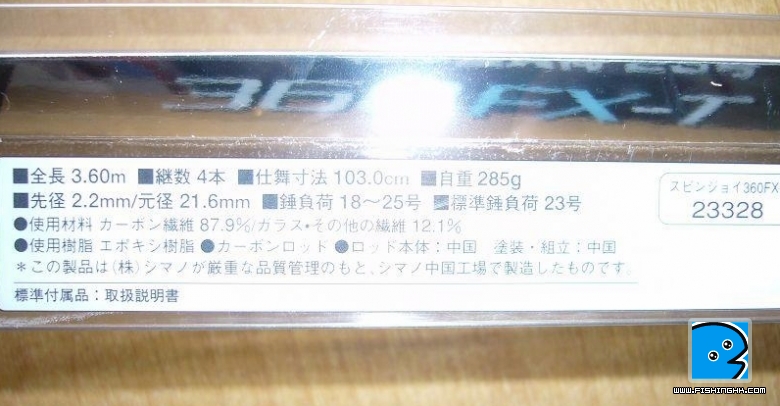 360FX-T
■全長 3.60m ■継数 4本 ■仕舞寸法 103.0cm ■自重 285g
■先径 2.2mm/元径 21.6mm ■錘負荷 18〜25号 ■標準錘負荷 23号
●使用材料 カーボン繊維 87.9%/ガラス・その他の繊維 12.1%
●使用樹脂 エポキシ樹脂 ●カーボンロッド ●ロッド本体：中国 塗装・組立：中国
＊この製品は(株)シマノが厳重な品質管理のもと、シマノ中国工場で製造したものです。
標準付属品：取扱説明書
スピンジョイ360FX
23328
WWW.FISHINGHK.COM